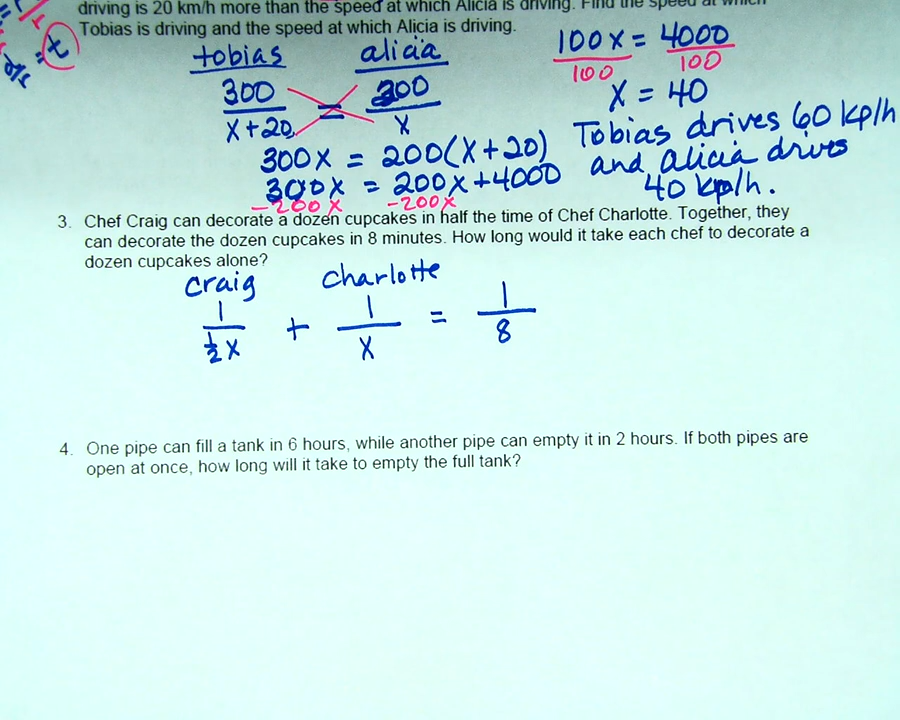 driving is 20 km/h more than the speed at which Alicia is driving. Find the speed at which
Tobias is driving and the speed at which Alicia is driving.
tobias alicia
300/x+20 = 200/x
300x = 200(x+20)
300x = 200x+4000
-200x -200x
100x = 4000
100 100
x = 40
Tobias drives 60 kp/h
and alicia drives
40 kp/h.
= t
3. Chef Craig can decorate a dozen cupcakes in half the time of Chef Charlotte. Together, they
can decorate the dozen cupcakes in 8 minutes. How long would it take each chef to decorate a
dozen cupcakes alone?
Craig Charlotte
1/½x + 1/x = 1/8
4. One pipe can fill a tank in 6 hours, while another pipe can empty it in 2 hours. If both pipes are
open at once, how long will it take to empty the full tank?